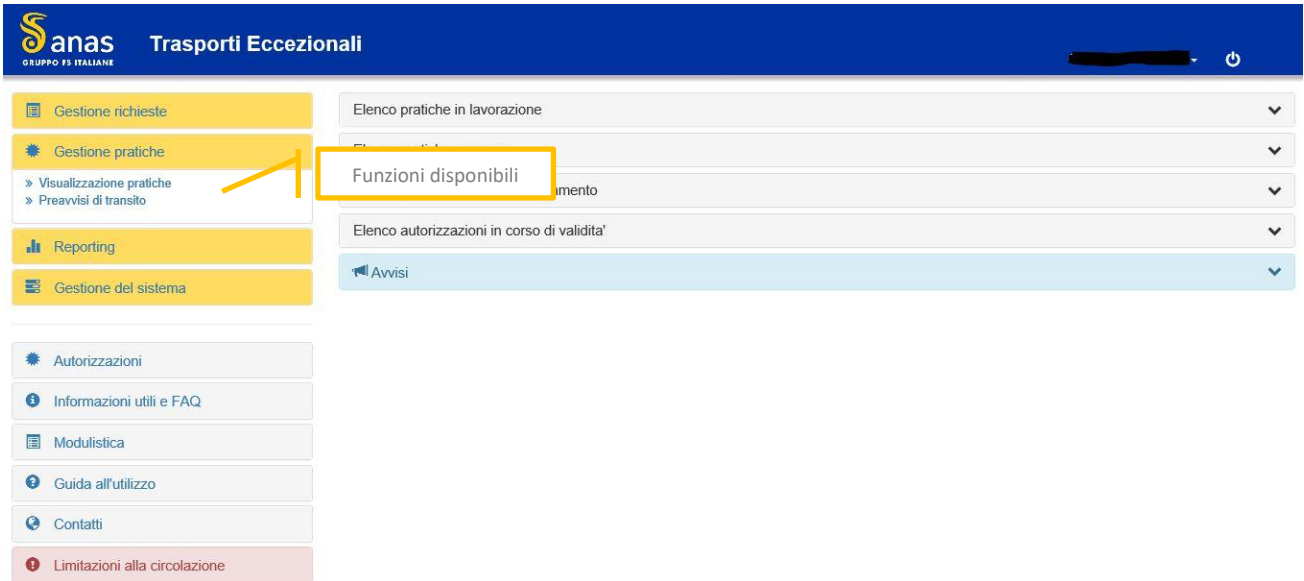 anas
GRUPPO FS ITALIANE
Trasporti Eccezionali
Gestione richieste
Gestione pratiche
» Visualizzazione pratiche
» Preavvisi di transito
Reporting
Gestione del sistema
Autorizzazioni
Informazioni utili e FAQ
Modulistica
Guida all'utilizzo
Contatti
Limitazioni alla circolazione
Elenco pratiche in lavorazione
Funzioni disponibili
Elenco autorizzazioni in corso di validita'
Avvisi